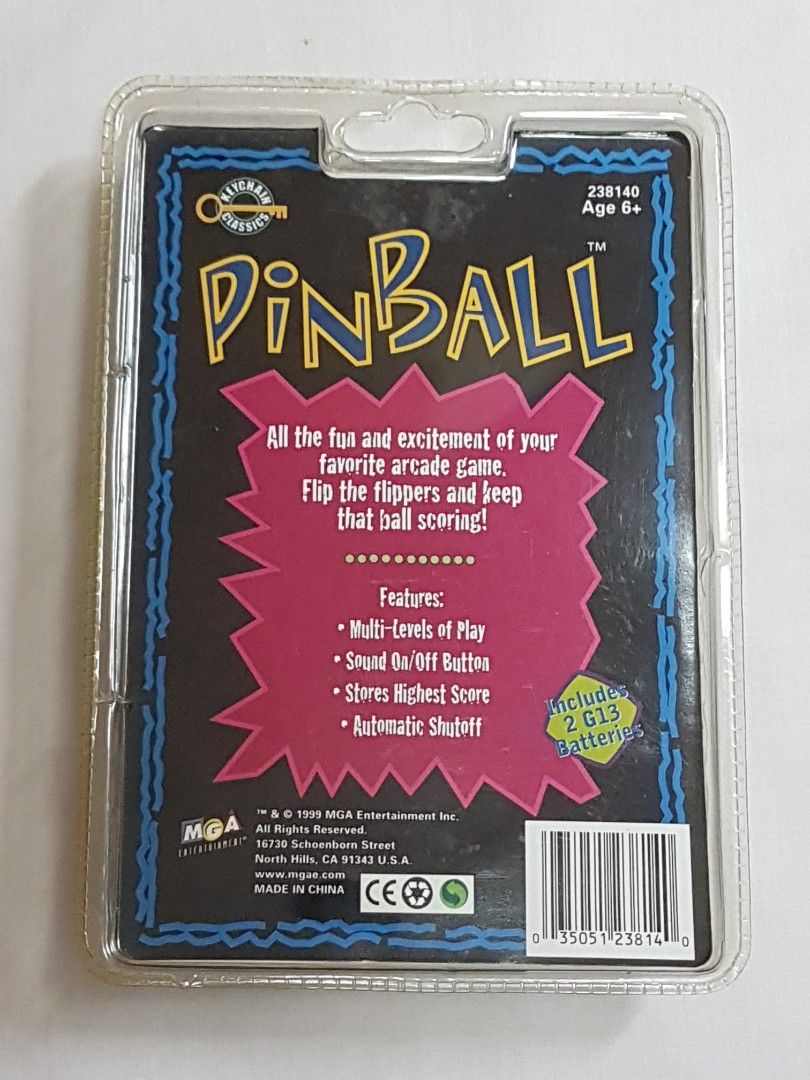 KEYCHAIN
CLASSICS
238140
Age 6+
PinBALL™
All the fun and excitement of your
favorite arcade game.
Flip the flippers and keep
that ball scoring!
Features:
• Multi-Levels of Play
• Sound On/Off Button
• Stores Highest Score
• Automatic Shutoff
Includes
2 G13
Batteries
MGA
ENTERTAINMENT™
™ & © 1999 MGA Entertainment Inc.
All Rights Reserved.
16730 Schoenborn Street
North Hills, CA 91343 U.S.A.
www.mgae.com
MADE IN CHINA
CE
0 35051 23814 0